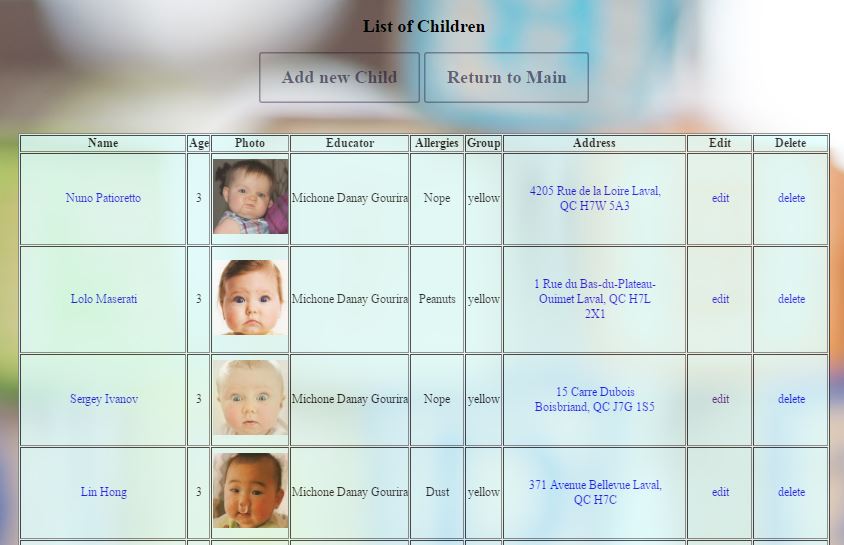 List of Children
Add new Child Return to Main
Name Age Photo Educator Allergies Group Address Edit Delete
Nuno Patioretto 3 Michone Danay Gourira Nope yellow 4205 Rue de la Loire Laval,
QC H7W 5A3 edit delete
Lolo Maserati 3 Michone Danay Gourira Peanuts yellow 1 Rue du Bas-du-Plateau-
Ouimet Laval, QC H7L
2X1 edit delete
Sergey Ivanov 3 Michone Danay Gourira Nope yellow 15 Carre Dubois
Boisbriand, QC J7G 1S5 edit delete
Lin Hong 3 Michone Danay Gourira Dust yellow 371 Avenue Bellevue Laval,
QC H7C edit delete